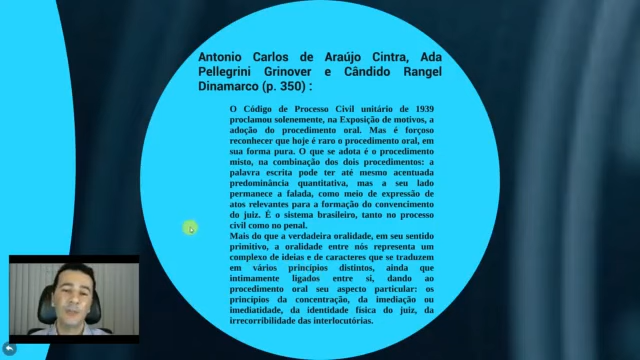 Antonio Carlos de Araújo Cintra, Ada
Pellegrini Grinover e Cândido Rangel
Dinamarco (p. 350) :
O Código de Processo Civil unitário de 1939
proclamou solenemente, na Exposição de motivos, a
adoção do procedimento oral. Mas é forçoso
reconhecer que hoje é raro o procedimento oral, em
sua forma pura. O que se adota é o procedimento
misto, na combinação dos dois procedimentos: a
palavra escrita pode ter até mesmo acentuada
predominância quantitativa, mas a seu lado
permanece a falada, como meio de expressão de
atos relevantes para a formação do convencimento
do juiz. É o sistema brasileiro, tanto no processo
civil como no penal.
Mais do que a verdadeira oralidade, em seu sentido
primitivo, a oralidade entre nós representa um
complexo de ideias e de caracteres que se traduzem
em vários princípios distintos, ainda que
intimamente ligados entre si, dando ao
procedimento oral seu aspecto particular: os
princípios da concentração, da imediação ou
imediatidade, da identidade física do juiz, da
irrecorribilidade das interlocutórias.